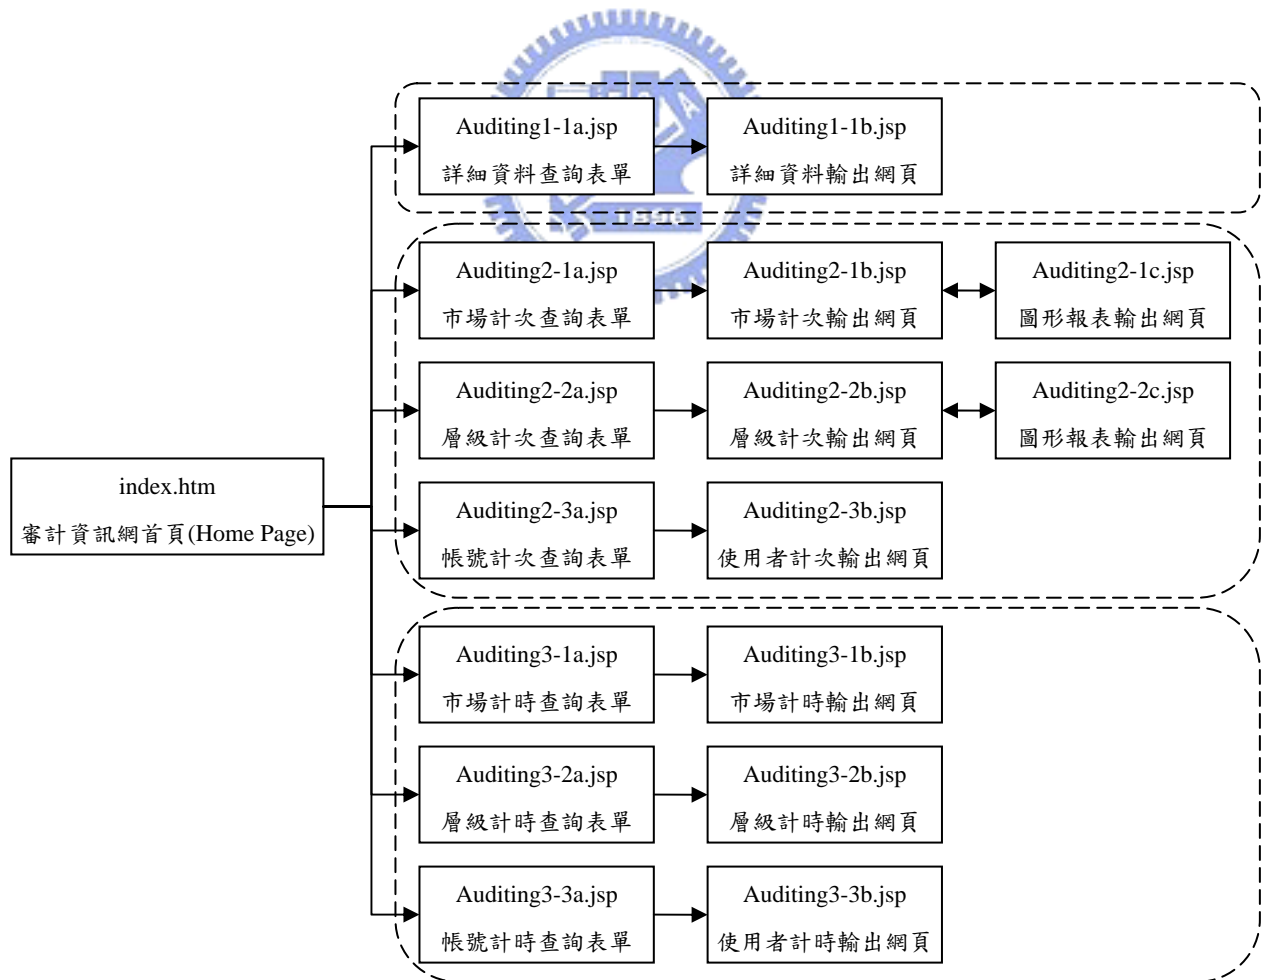 Auditing1-1a.jsp
詳細資料查詢表單
Auditing1-1b.jsp
詳細資料輸出網頁
1896
Auditing2-1a.jsp
市場計次查詢表單
Auditing2-1b.jsp
市場計次輸出網頁
Auditing2-1c.jsp
圖形報表輸出網頁
Auditing2-2a.jsp
層級計次查詢表單
Auditing2-2b.jsp
層級計次輸出網頁
Auditing2-2c.jsp
圖形報表輸出網頁
index.htm
審計資訊網首頁(Home Page)
Auditing2-3a.jsp
帳號計次查詢表單
Auditing2-3b.jsp
使用者計次輸出網頁
Auditing3-1a.jsp
市場計時查詢表單
Auditing3-1b.jsp
市場計時輸出網頁
Auditing3-2a.jsp
層級計時查詢表單
Auditing3-2b.jsp
層級計時輸出網頁
Auditing3-3a.jsp
帳號計時查詢表單
Auditing3-3b.jsp
使用者計時輸出網頁